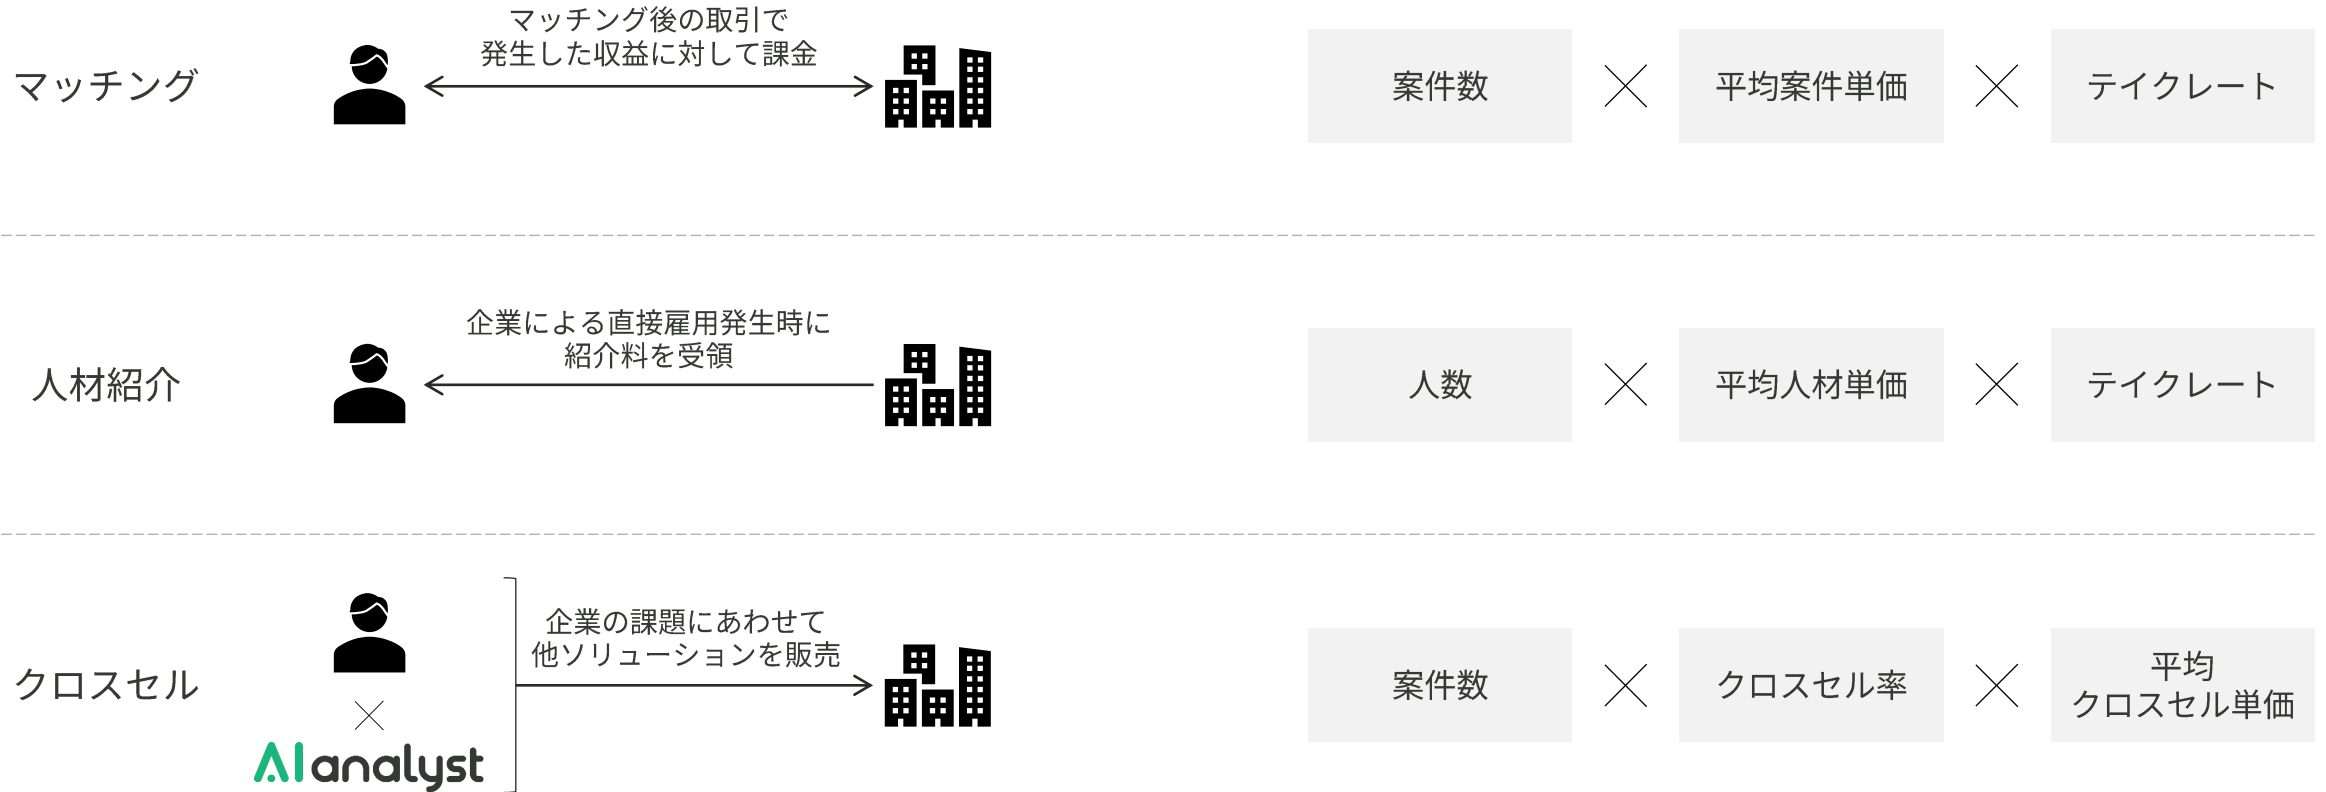 マッチング
マッチング後の取引で
発生した収益に対して課金
案件数
平均案件単価
テイクレート
人材紹介
企業による直接雇用発生時に
紹介料を受領
人数
平均人材単価
テイクレート
クロスセル
AI analyst
企業の課題にあわせて
他ソリューションを販売
案件数
クロスセル率
平均
クロスセル単価